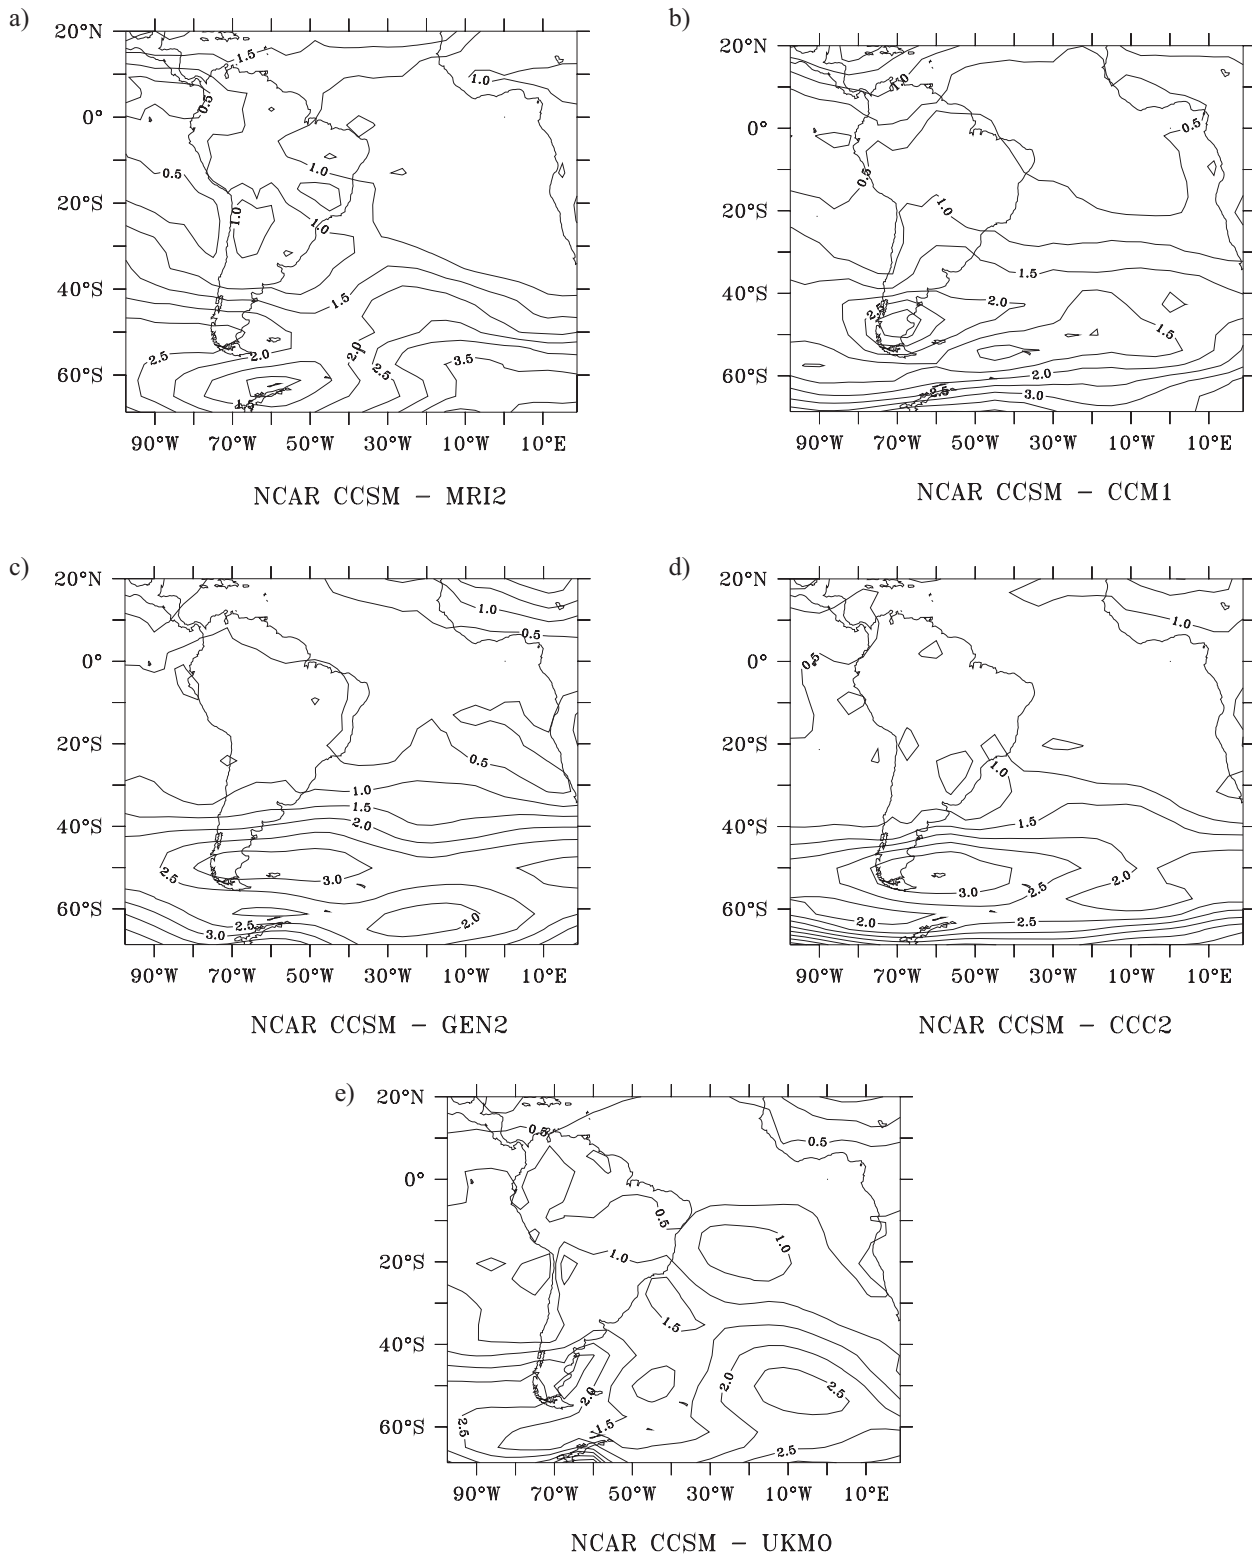 a)
20°N
0°
20°S
40°S
60°S
90°W 70°W 50°W 30°W 10°W 10°E
1.5
1.0
0.5
0.5
1.0
1.0
1.0
1.5
2.5
2.0
2.0
2.5
3.5
1.5
NCAR CCSM – MRI2
b)
20°N
0°
20°S
40°S
60°S
90°W 70°W 50°W 30°W 10°W 10°E
1.0
0.5
0.5
1.0
1.5
2.0
2.5
1.5
2.0
2.5
3.0
NCAR CCSM – CCM1
c)
20°N
0°
20°S
40°S
60°S
90°W 70°W 50°W 30°W 10°W 10°E
1.0
0.5
0.5
1.0
1.5
2.0
2.5
3.0
2.0
2.5
3.0
NCAR CCSM – GEN2
d)
20°N
0°
20°S
40°S
60°S
90°W 70°W 50°W 30°W 10°W 10°E
1.0
0.5
1.0
1.5
2.0
3.0
2.5
2.0
2.5
NCAR CCSM – CCC2
e)
20°N
0°
20°S
40°S
60°S
90°W 70°W 50°W 30°W 10°W 10°E
0.5
0.5
0.5
1.0
1.0
1.5
2.0
2.0
2.5
2.5
1.5
2.5
NCAR CCSM – UKMO